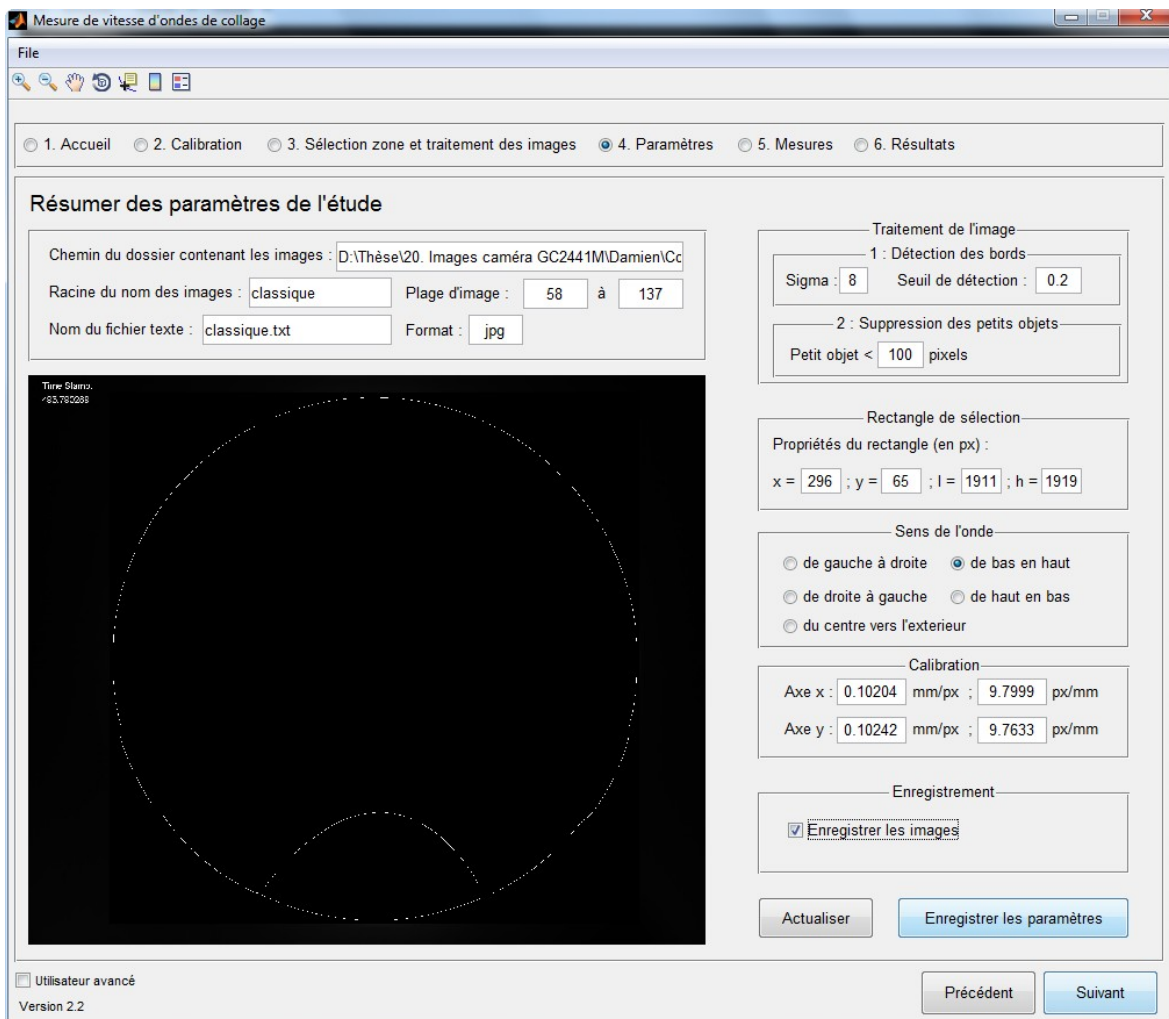 Mesure de vitesse d'ondes de collage
File
1. Accueil 2. Calibration 3. Sélection zone et traitement des images 4. Paramètres 5. Mesures 6. Résultats
Résumer des paramètres de l'étude
Chemin du dossier contenant les images : D:\Thèse\20. Images caméra GC2441M\Damien\Cc
Racine du nom des images : classique Plage d'image : 58 à 137
Nom du fichier texte : classique.txt Format : jpg
Time Stamp.
Traitement de l'image
1 : Détection des bords
Sigma : 8 Seuil de détection : 0.2
2 : Suppression des petits objets
Petit objet < 100 pixels
Rectangle de sélection
Propriétés du rectangle (en px) :
x = 296 ; y = 65 ; l = 1911 ; h = 1919
Sens de l'onde
de gauche à droite de bas en haut
de droite à gauche de haut en bas
du centre vers l'exterieur
Calibration
Axe x : 0.10204 mm/px ; 9.7999 px/mm
Axe y : 0.10242 mm/px ; 9.7633 px/mm
Enregistrement
Enregistrer les images
Actualiser Enregistrer les paramètres
Utilisateur avancé
Version 2.2
Précédent Suivant